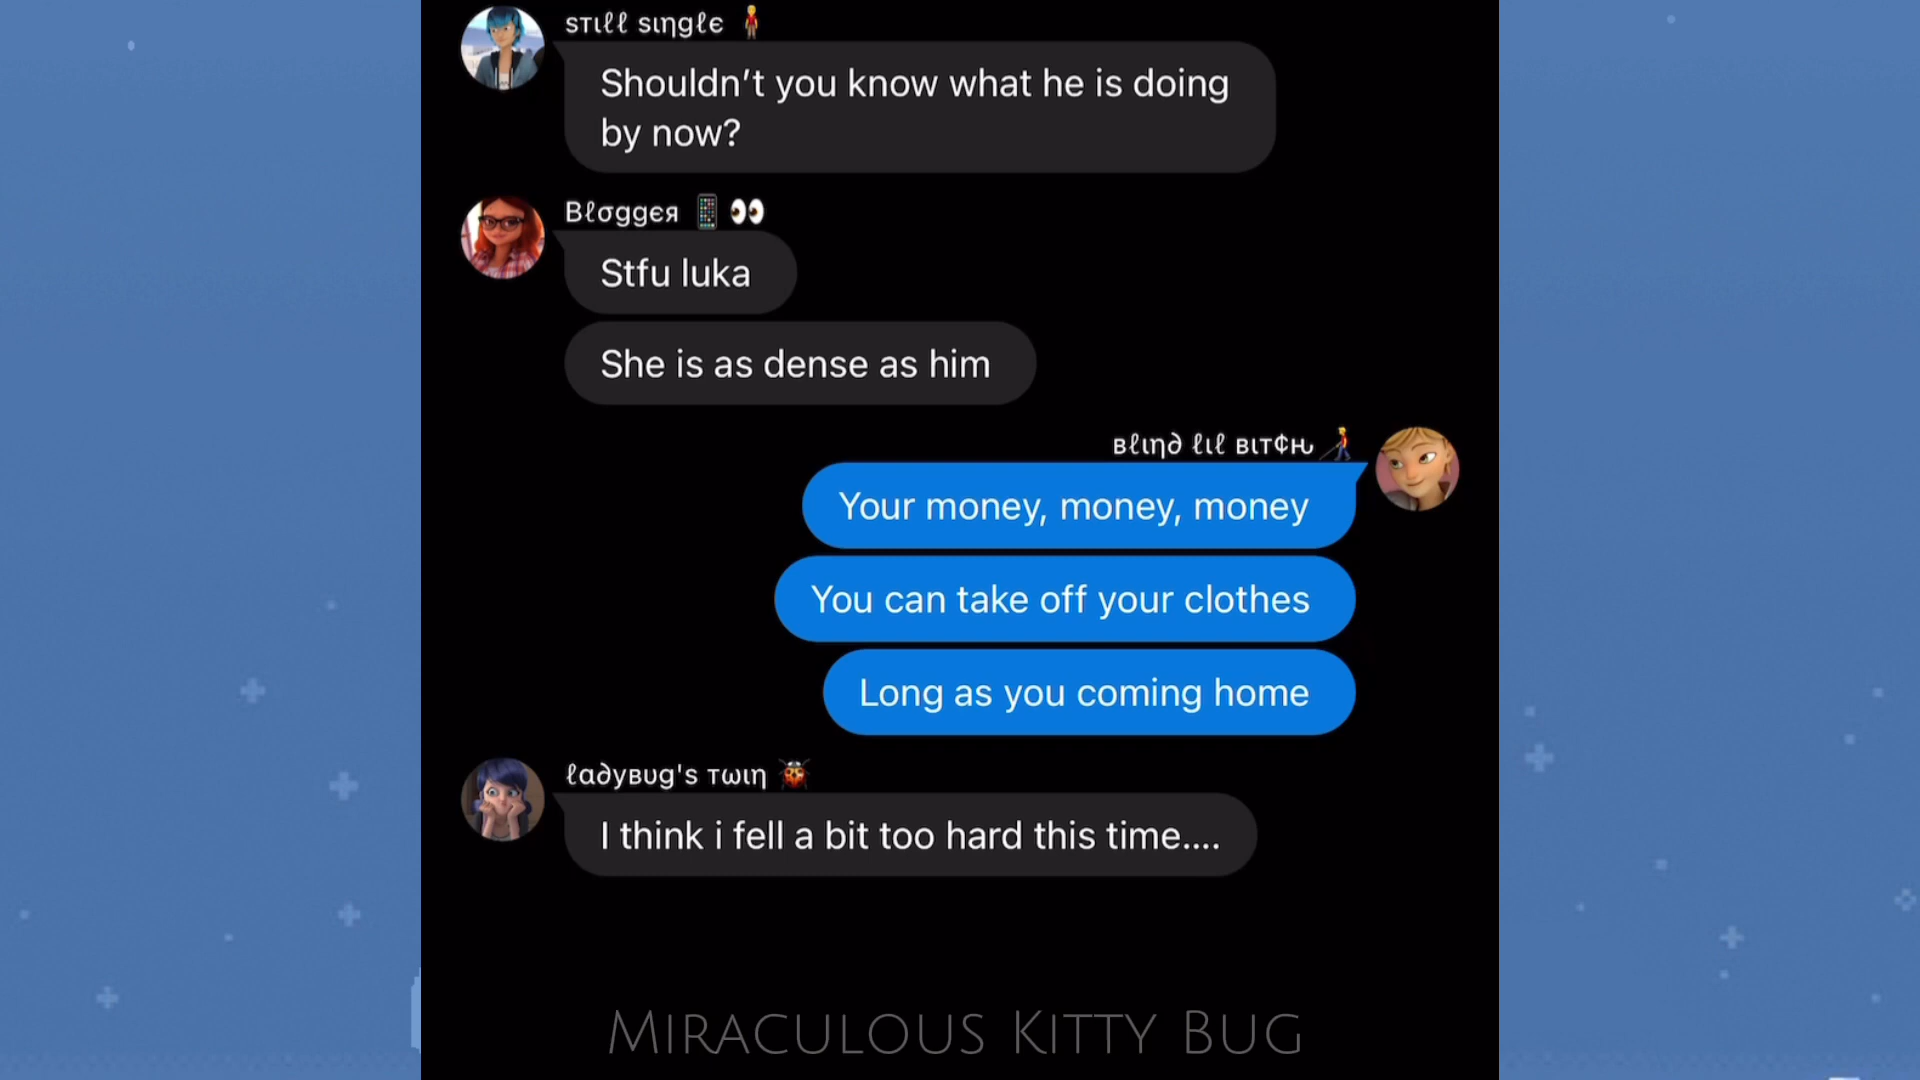 ѕтιℓℓ ѕιηgℓє 🧍
Shouldn’t you know what he is doing
by now?
Bℓσggєя 📱👀
Stfu luka
She is as dense as him
вℓιη∂ ℓιℓ вιт¢н 👨‍🦯
Your money, money, money
You can take off your clothes
Long as you coming home
ℓα∂увυg'ѕ тωιη 🐞
I think i fell a bit too hard this time....
Miraculous Kitty Bug